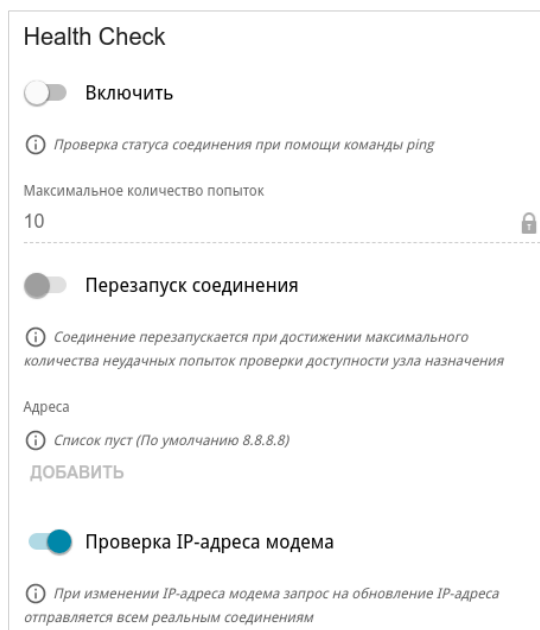 Health Check
Включить
Проверка статуса соединения при помощи команды ping
Максимальное количество попыток
10
Перезапуск соединения
Соединение перезапускается при достижении максимального
количества неудачных попыток проверки доступности узла назначения
Адреса
Список пуст (По умолчанию 8.8.8.8)
ДОБАВИТЬ
Проверка IP-адреса модема
При изменении IP-адреса модема запрос на обновление IP-адреса
отправляется всем реальным соединениям